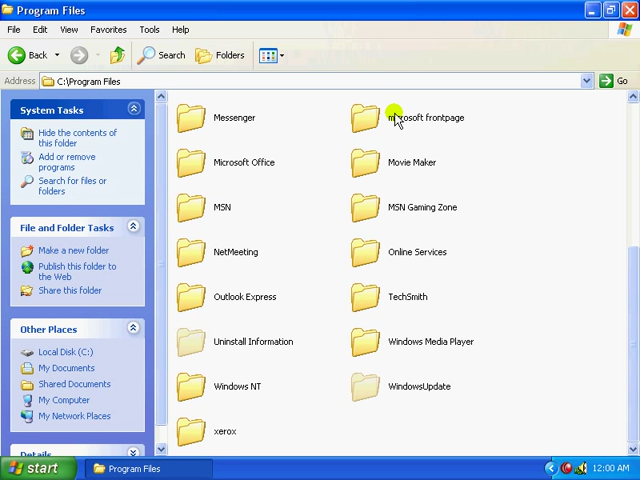 Program Files
File Edit View Favorites Tools Help
Back Search Folders
Address C:\Program Files Go
System Tasks
Hide the contents of
this folder
Add or remove
programs
Search for files or
folders
File and Folder Tasks
Make a new folder
Publish this folder to
the Web
Share this folder
Other Places
Local Disk (C:)
My Documents
Shared Documents
My Computer
My Network Places
Details
Messenger
microsoft frontpage
Microsoft Office
Movie Maker
MSN
MSN Gaming Zone
NetMeeting
Online Services
Outlook Express
TechSmith
Uninstall Information
Windows Media Player
Windows NT
WindowsUpdate
xerox
start
Program Files
12:00 AM